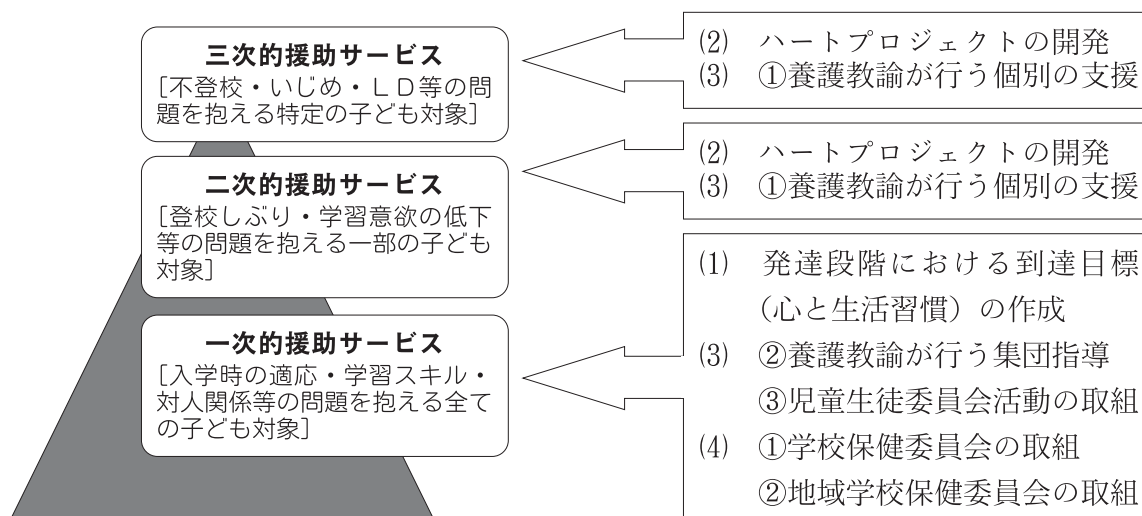 三次的援助サービス
[不登校・いじめ・ＬＤ等の問
題を抱える特定の子ども対象]
(2) ハートプロジェクトの開発
(3) ①養護教諭が行う個別の支援
二次的援助サービス
[登校しぶり・学習意欲の低下
等の問題を抱える一部の子ども
対象]
(2) ハートプロジェクトの開発
(3) ①養護教諭が行う個別の支援
一次的援助サービス
[入学時の適応・学習スキル・
対人関係等の問題を抱える全て
の子ども対象]
(1) 発達段階における到達目標
（心と生活習慣）の作成
(3) ②養護教諭が行う集団指導
③児童生徒委員会活動の取組
(4) ①学校保健委員会の取組
②地域学校保健委員会の取組